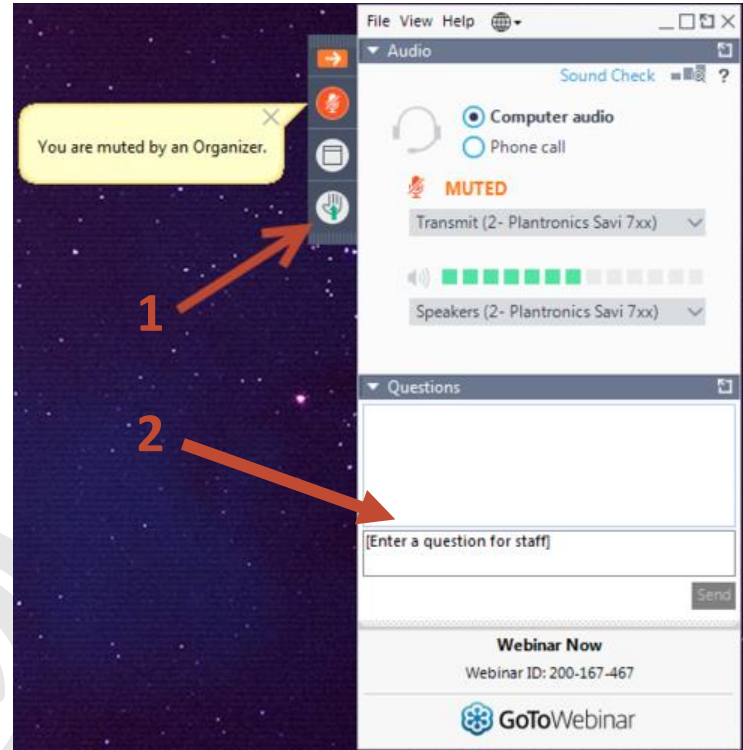 File View Help
Audio
Sound Check ?
Computer audio
You are muted by an Organizer.
Phone call
MUTED
Transmit (2- Plantronics Savi 7xx)
1
Speakers (2- Plantronics Savi 7xx)
Questions
2
[Enter a question for staff]
Send
Webinar Now
Webinar ID: 200-167-467
GoToWebinar